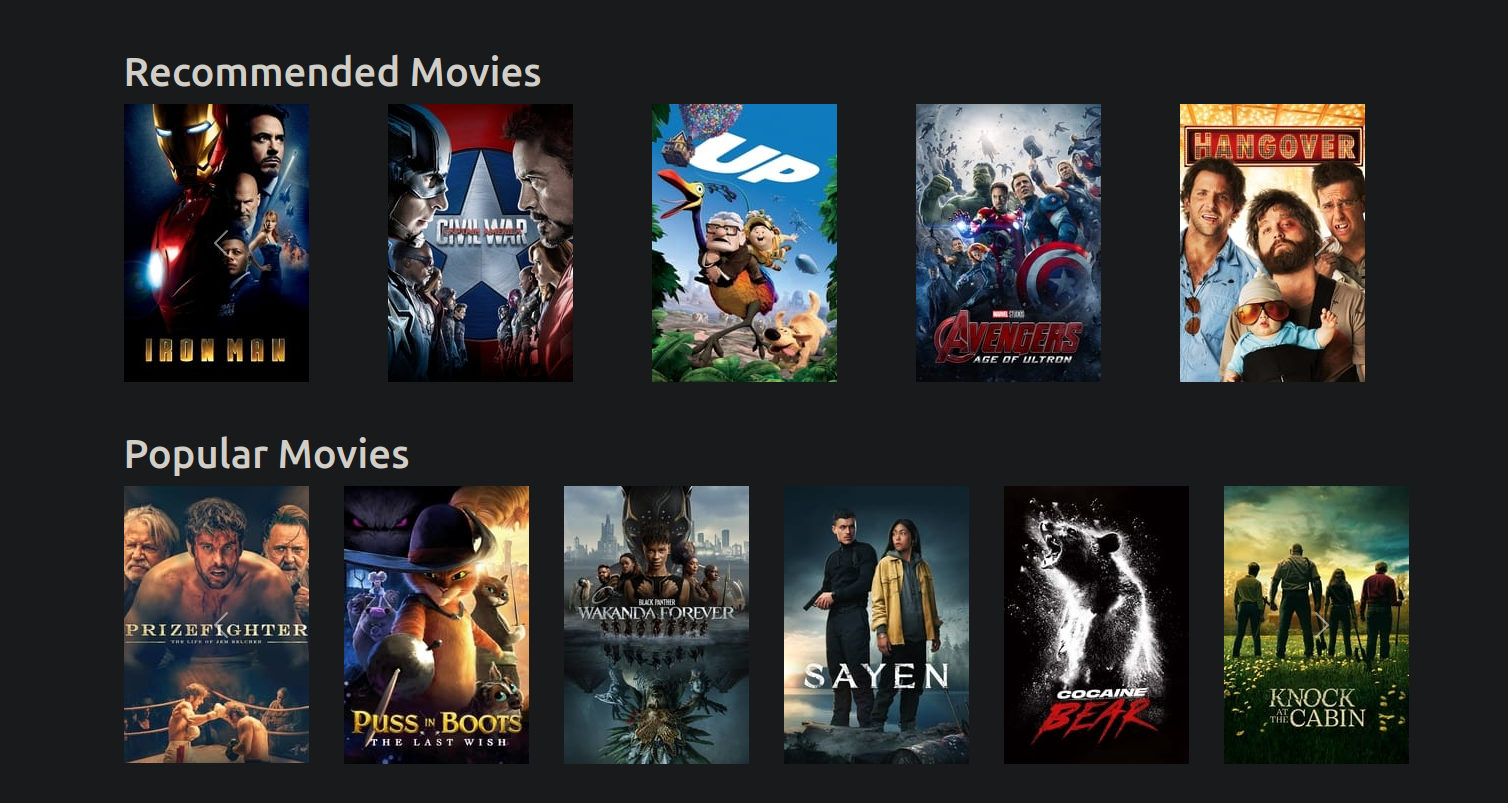 Recommended Movies
IRON MAN
CAPTAIN AMERICA
CIVIL WAR
UP
MARVEL STUDIOS
AVENGERS
AGE OF ULTRON
HANGOVER
Popular Movies
PRIZEFIGHTER
THE LIFE OF JEM BELCHER
PUSS IN BOOTS
THE LAST WISH
BLACK PANTHER
WAKANDA FOREVER
SAYEN
COCAINE
BEAR
KNOCK
AT THE CABIN